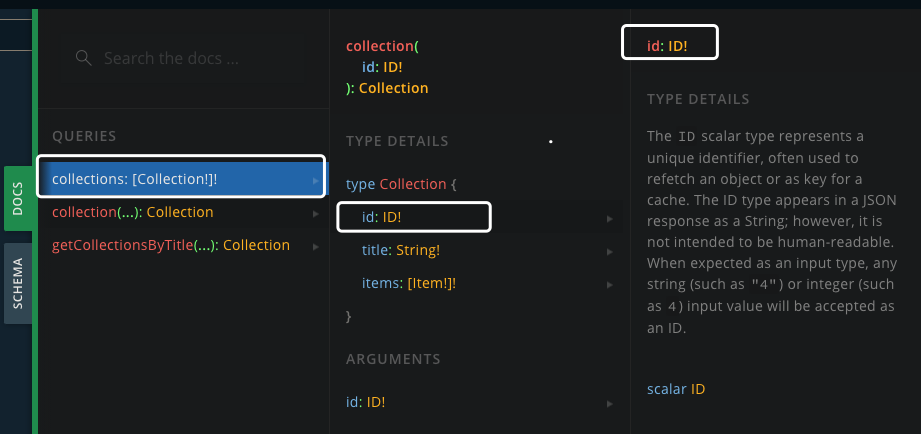 DOCS
SCHEMA
Search the docs ...
QUERIES
collections: [Collection!]!
collection(...): Collection
getCollectionsByTitle(...): Collection
collection(
id: ID!
): Collection
TYPE DETAILS
type Collection {
id: ID!
title: String!
items: [Item!]!
}
ARGUMENTS
id: ID!
id: ID!
TYPE DETAILS
The ID scalar type represents a
unique identifier, often used to
refetch an object or as key for a
cache. The ID type appears in a JSON
response as a String; however, it is
not intended to be human-readable.
When expected as an input type, any
string (such as "4") or integer (such
as 4) input value will be accepted as
an ID.
scalar ID